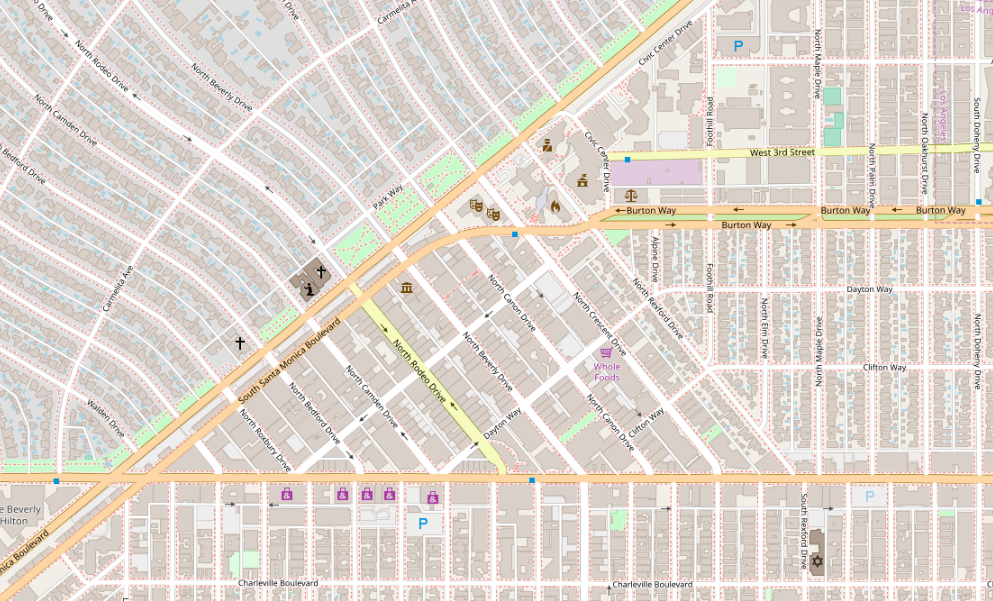 Drive
Drive
Carmelita A
Civic Center Drive
Los Ang
North Rodeo Drive
North Beverly Drive
P
North Maple Drive
North Camden Drive
Foothill Road
Los Angeles
South Doheny Drive
North Oakhurst Drive
Bedford Drive
Civic Center Drive
West 3rd Street
North Palm Drive
Park Way
Burton Way
Burton Way
Burton Way
Burton Way
Carmelita Ave
Alpine Drive
Foothill Road
North Rexford Drive
Dayton Way
North Canon Drive
North Crescent Drive
North Elm Drive
North Maple Drive
North Doheny Drive
South Santa Monica Boulevard
North Rodeo Drive
North Beverly Drive
Whole
Foods
Clifton Way
North Camden Drive
North Bedford Drive
Walden Drive
North Roxbury Drive
Dayton Way
North Canon Drive
Clifton Way
P
P
e Beverly
Hilton
South Rexford Drive
nica Boulevard
Charleville Boulevard
Charleville Boulevard